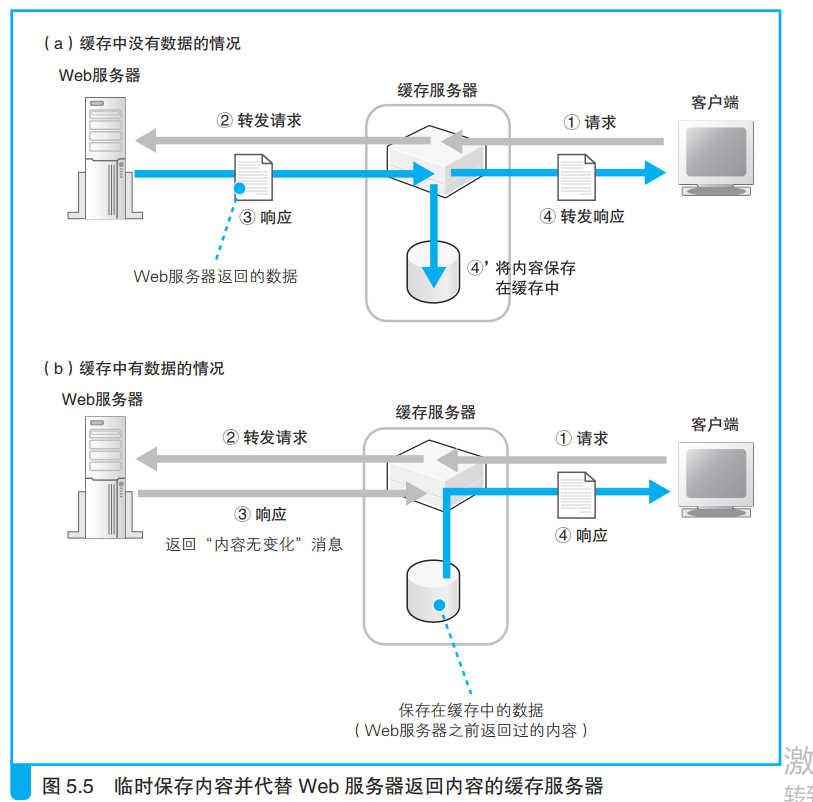 （a）缓存中没有数据的情况
Web服务器
缓存服务器
客户端
② 转发请求
① 请求
③ 响应
④ 转发响应
Web服务器返回的数据
④’将内容保存
在缓存中
（b）缓存中有数据的情况
Web服务器
缓存服务器
客户端
② 转发请求
① 请求
③ 响应
返回“内容无变化”消息
④ 响应
保存在缓存中的数据
（Web服务器之前返回过的内容）
图 5.5 临时保存内容并代替 Web 服务器返回内容的缓存服务器
激